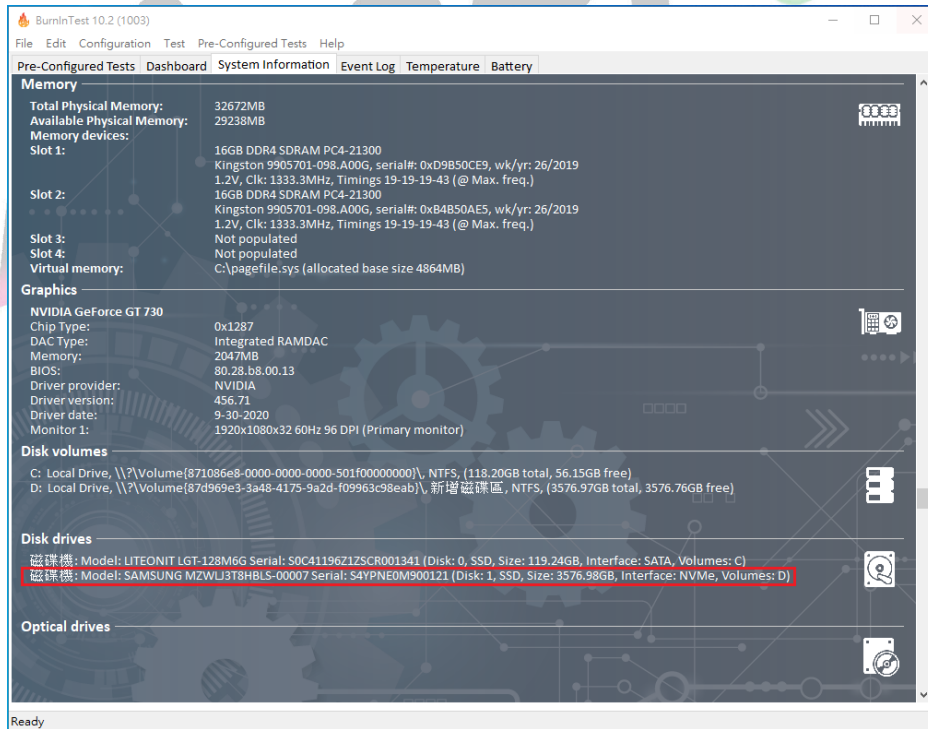 BurnInTest 10.2 (1003)
File Edit Configuration Test Pre-Configured Tests Help
Pre-Configured Tests Dashboard System Information Event Log Temperature Battery
Memory
Total Physical Memory: 32672MB
Available Physical Memory: 29238MB
Memory devices:
Slot 1: 16GB DDR4 SDRAM PC4-21300
Kingston 9905701-098.A00G, serial#: 0xD9B50CE9, wk/yr: 26/2019
1.2V, Clk: 1333.3MHz, Timings 19-19-19-43 (@ Max. freq.)
Slot 2: 16GB DDR4 SDRAM PC4-21300
Kingston 9905701-098.A00G, serial#: 0xB4B50AE5, wk/yr: 26/2019
1.2V, Clk: 1333.3MHz, Timings 19-19-19-43 (@ Max. freq.)
Slot 3: Not populated
Slot 4: Not populated
Virtual memory: C:\pagefile.sys (allocated base size 4864MB)
Graphics
NVIDIA GeForce GT 730
Chip Type: 0x1287
DAC Type: Integrated RAMDAC
Memory: 2047MB
BIOS: 80.28.b8.00.13
Driver provider: NVIDIA
Driver version: 456.71
Driver date: 9-30-2020
Monitor 1: 1920x1080x32 60Hz 96 DPI (Primary monitor)
Disk volumes
C: Local Drive, \\?\Volume{871086e8-0000-0000-0000-501f00000000}\, NTFS, (118.20GB total, 56.15GB free)
D: Local Drive, \\?\Volume{87d969e3-3a48-4175-9a2d-f09963c98eab}\, 新增磁碟區, NTFS, (3576.97GB total, 3576.76GB free)
Disk drives
磁碟機: Model: LITEONIT LGT-128M6G Serial: S0C41196Z1ZSCR001341 (Disk: 0, SSD, Size: 119.24GB, Interface: SATA, Volumes: C)
磁碟機: Model: SAMSUNG MZWLJ3T8HBLS-00007 Serial: S4YPNE0M900121 (Disk: 1, SSD, Size: 3576.98GB, Interface: NVMe, Volumes: D)
Optical drives
Ready